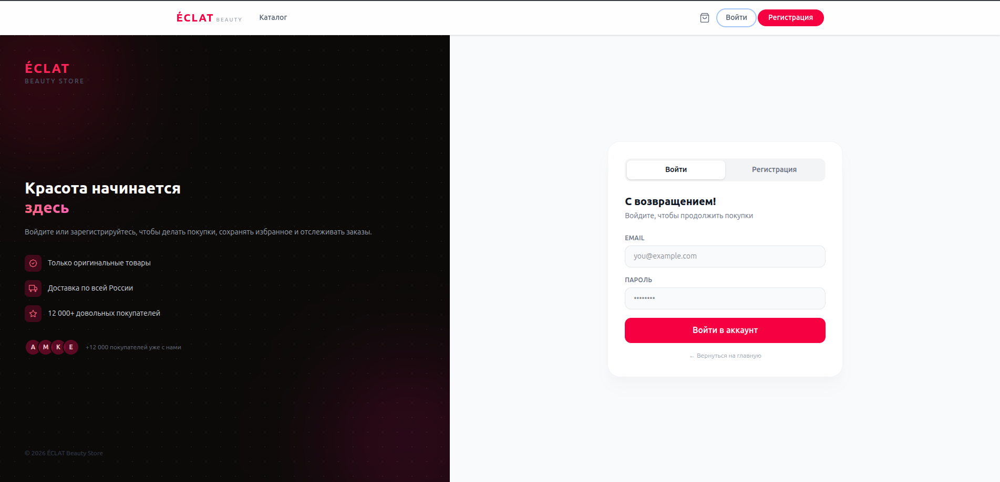 ÉCLAT BEAUTY
Каталог
Войти
Регистрация
ÉCLAT
BEAUTY STORE
Красота начинается
здесь
Войдите или зарегистрируйтесь, чтобы делать покупки, сохранять избранное и отслеживать заказы.
Только оригинальные товары
Доставка по всей России
12 000+ довольных покупателей
A M K E +12 000 покупателей уже с нами
© 2026 ÉCLAT Beauty Store
Войти
Регистрация
С возвращением!
Войдите, чтобы продолжить покупки
EMAIL
you@example.com
ПАРОЛЬ
••••••••
Войти в аккаунт
← Вернуться на главную